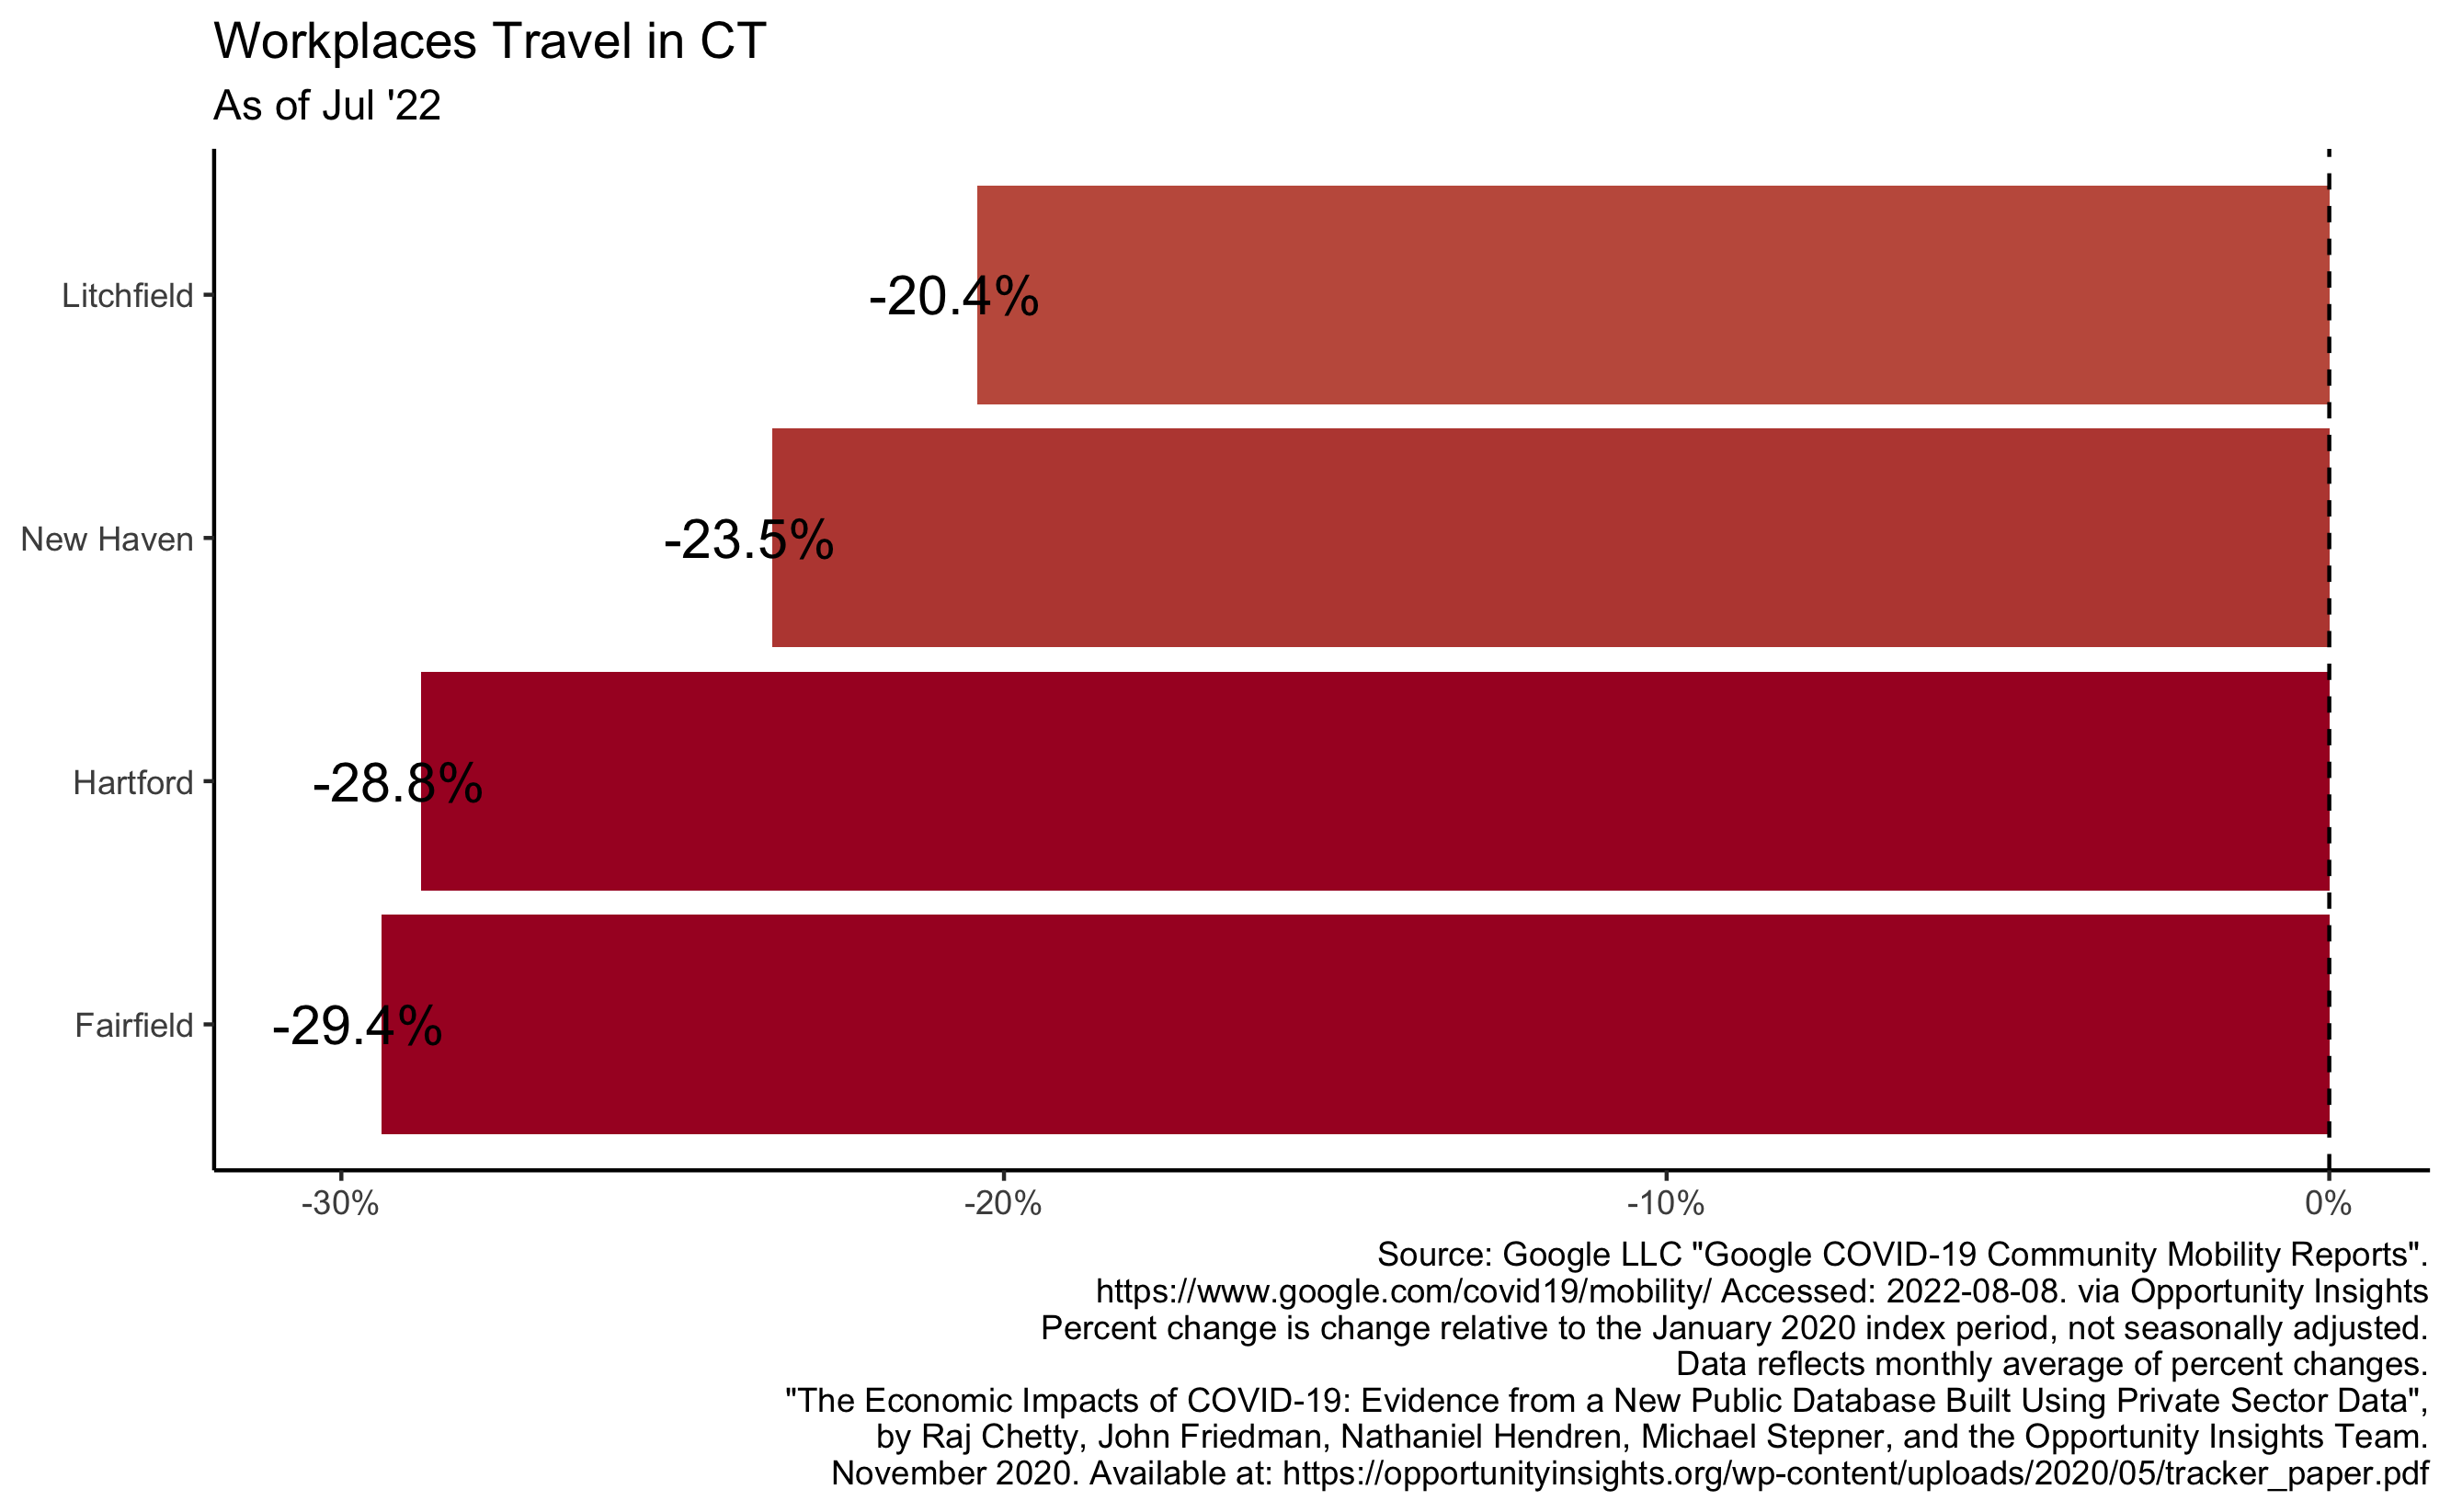 Workplaces Travel in CT
As of Jul '22
Litchfield
-20.4%
New Haven
-23.5%
Hartford
-28.8%
Fairfield
-29.4%
-30%
-20%
-10%
0%
Source: Google LLC "Google COVID-19 Community Mobility Reports".
https://www.google.com/covid19/mobility/ Accessed: 2022-08-08. via Opportunity Insights
Percent change is change relative to the January 2020 index period, not seasonally adjusted.
Data reflects monthly average of percent changes.
"The Economic Impacts of COVID-19: Evidence from a New Public Database Built Using Private Sector Data",
by Raj Chetty, John Friedman, Nathaniel Hendren, Michael Stepner, and the Opportunity Insights Team.
November 2020. Available at: https://opportunityinsights.org/wp-content/uploads/2020/05/tracker_paper.pdf